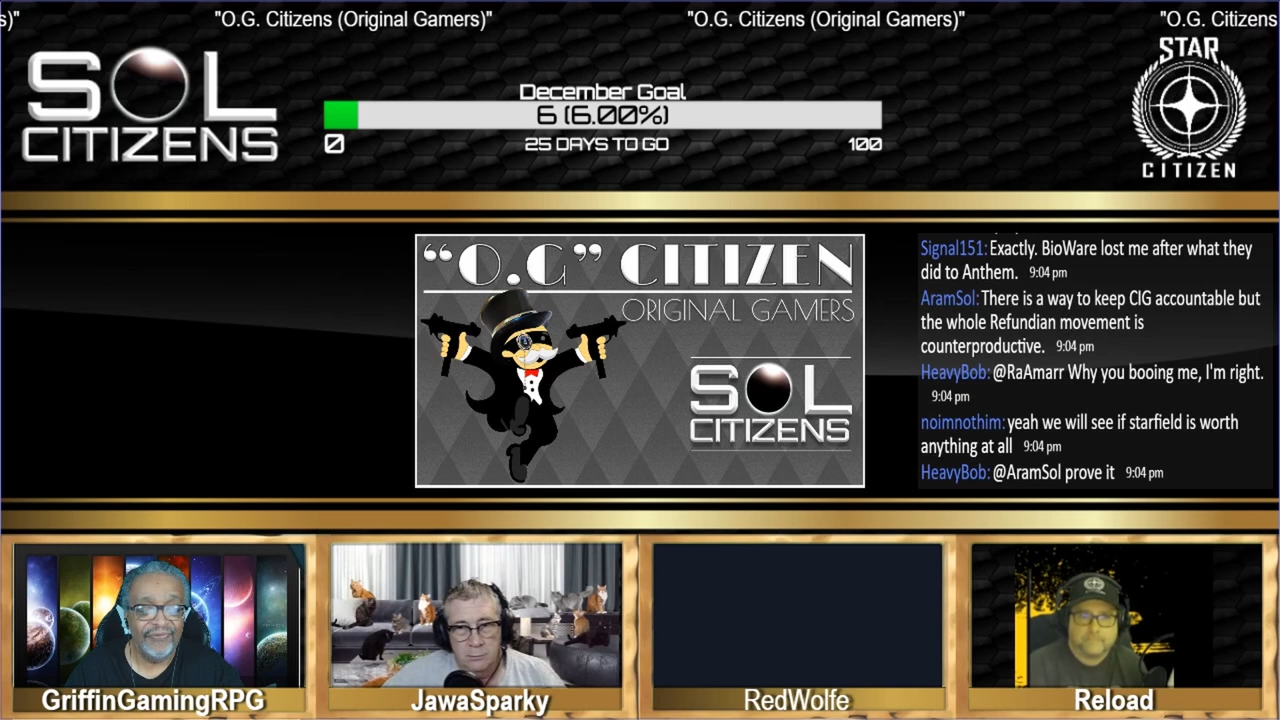 s)"
"O.G. Citizens (Original Gamers)"
"O.G. Citizens (Original Gamers)"
"O.G. Citizens
SOL
CITIZENS
December Goal
6 (6.00%)
0
25 DAYS TO GO
100
STAR
CITIZEN
“O.G” CITIZEN
ORIGINAL GAMERS
SOL
CITIZENS
Signal151: Exactly. BioWare lost me after what they
did to Anthem. 9:04 pm
AramSol: There is a way to keep CIG accountable but
the whole Refundian movement is
counterproductive. 9:04 pm
HeavyBob: @RaAmarr Why you booing me, I'm right.
9:04 pm
noimnothim: yeah we will see if starfield is worth
anything at all 9:04 pm
HeavyBob: @AramSol prove it 9:04 pm
GriffinGamingRPG
JawaSparky
RedWolfe
Reload